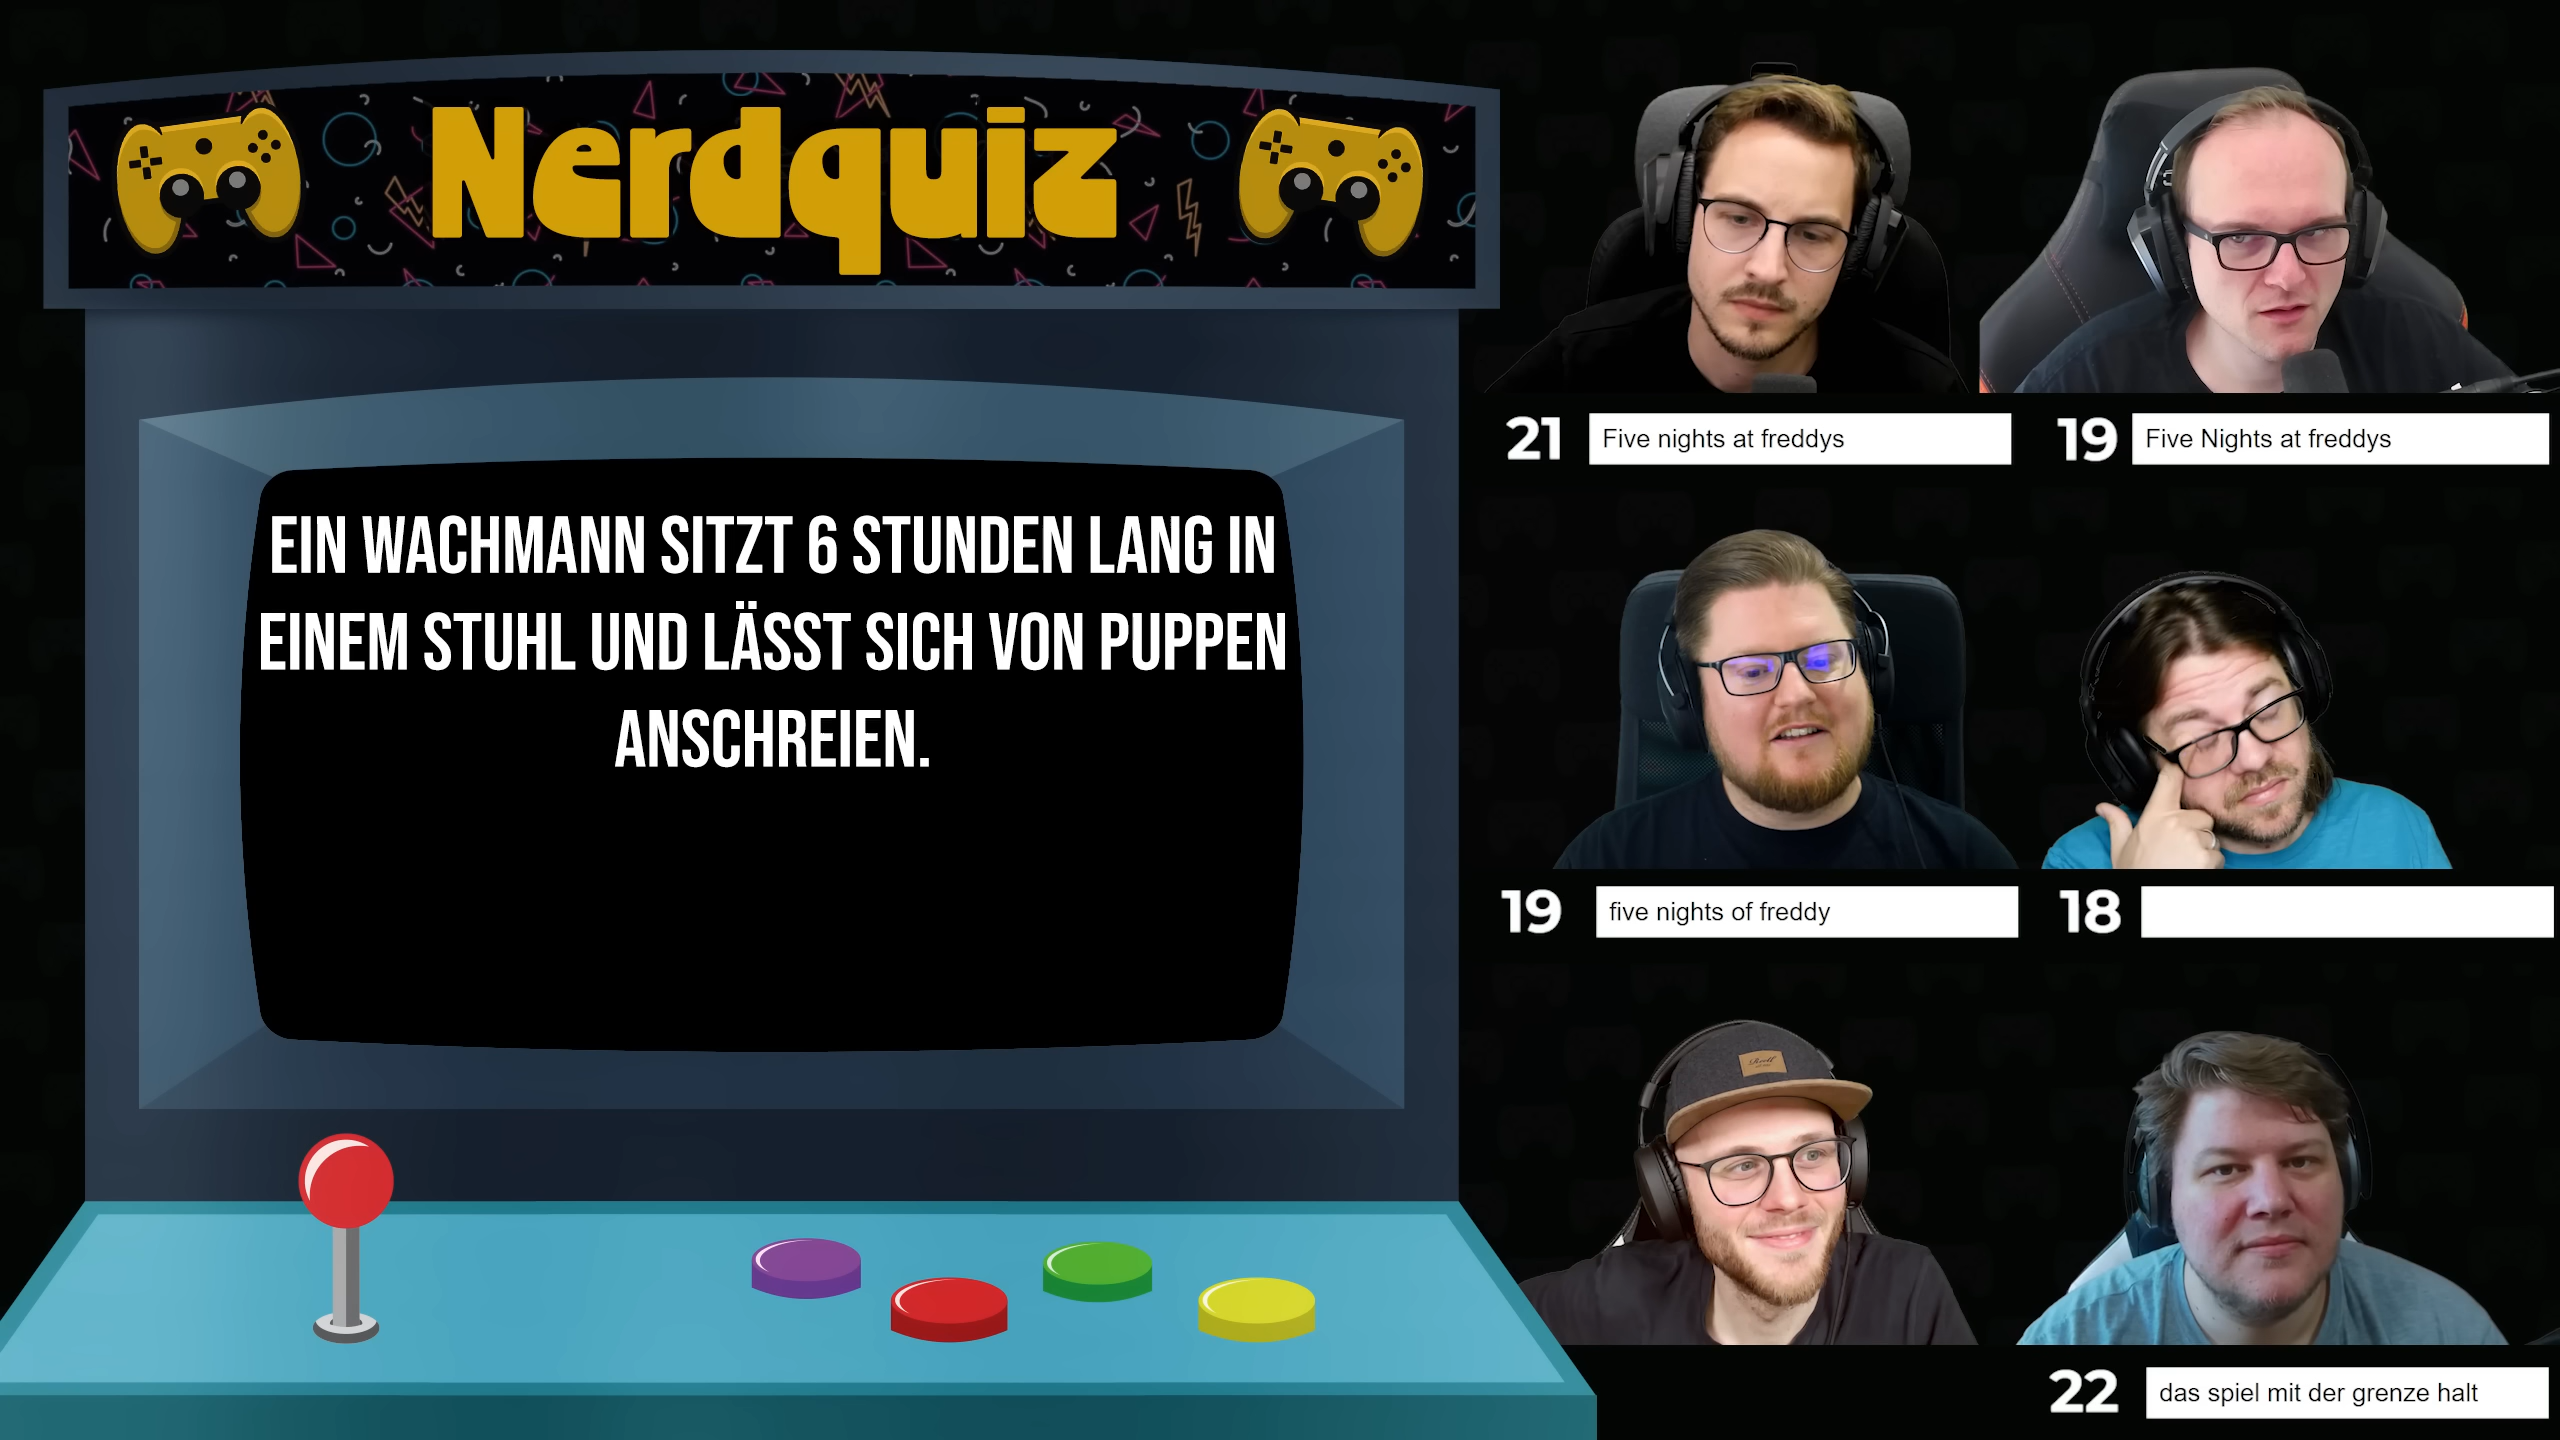 Nerdquiz
EIN WACHMANN SITZT 6 STUNDEN LANG IN
EINEM STUHL UND LÄSST SICH VON PUPPEN
ANSCHREIEN.
21 Five nights at freddys
19 Five Nights at freddys
19 five nights of freddy
18
22 das spiel mit der grenze halt